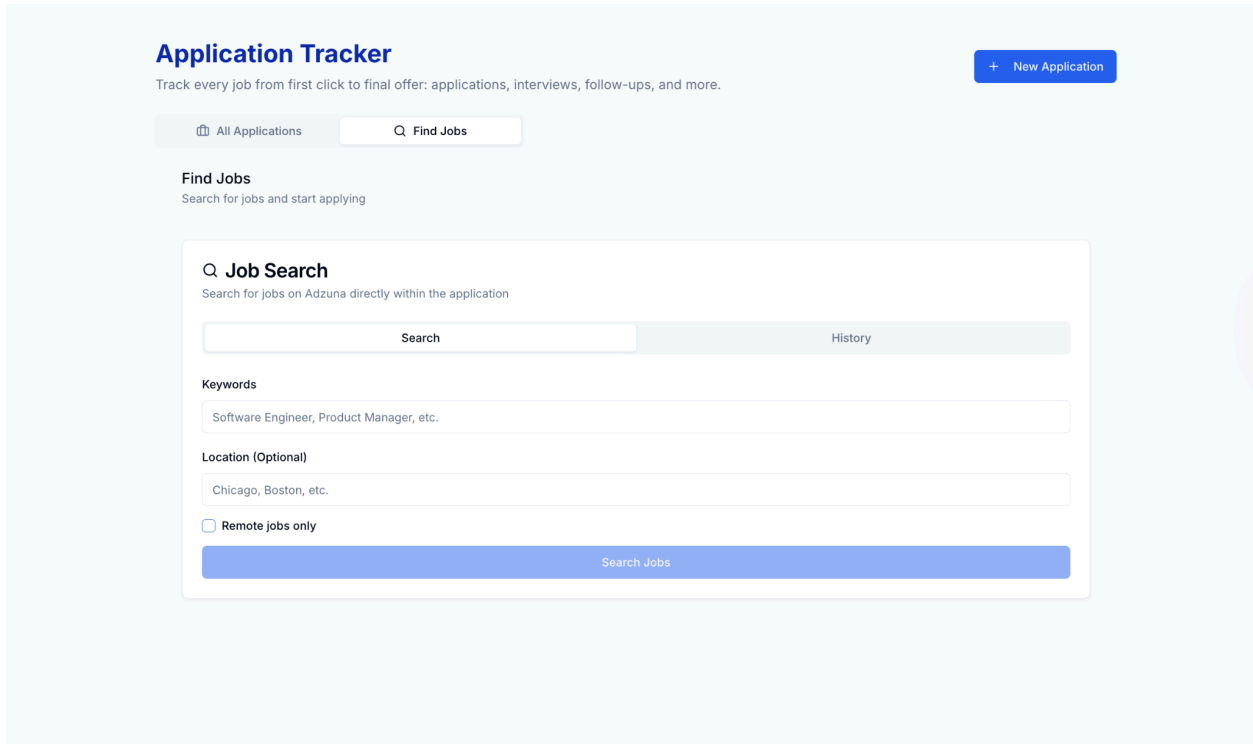 Application Tracker
Track every job from first click to final offer: applications, interviews, follow-ups, and more.
New Application
All Applications
Find Jobs
Find Jobs
Search for jobs and start applying
Job Search
Search for jobs on Adzuna directly within the application
Search
History
Keywords
Software Engineer, Product Manager, etc.
Location (Optional)
Chicago, Boston, etc.
Remote jobs only
Search Jobs